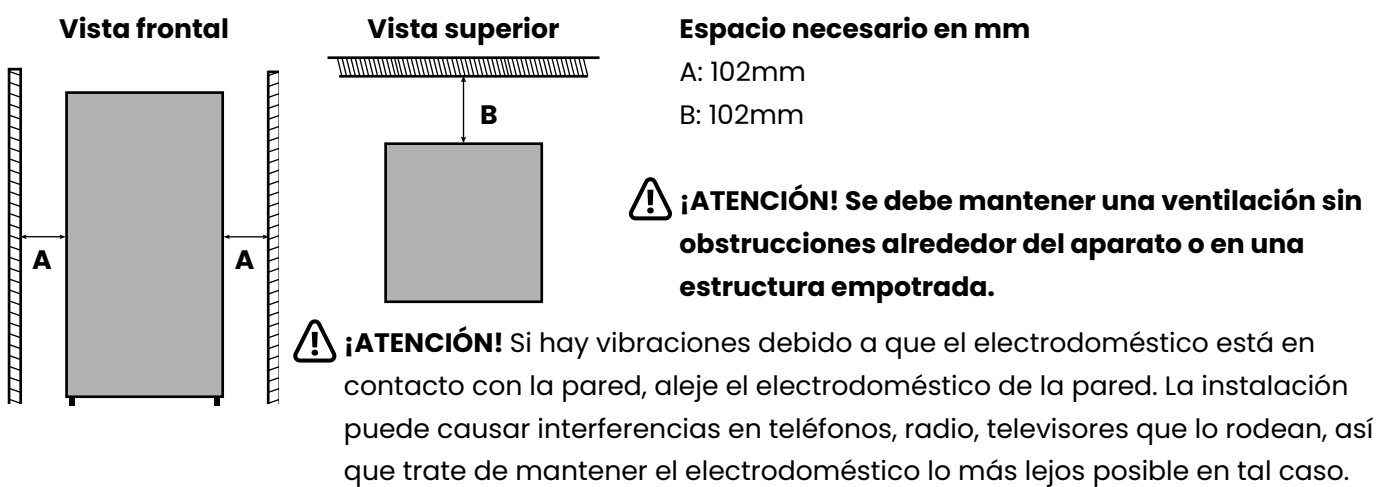 Vista frontal
Vista superior
Espacio necesario en mm
A: 102mm
B: 102mm
B
A
A
¡ATENCIÓN! Se debe mantener una ventilación sin
obstrucciones alrededor del aparato o en una
estructura empotrada.
¡ATENCIÓN! Si hay vibraciones debido a que el electrodoméstico está en
contacto con la pared, aleje el electrodoméstico de la pared. La instalación
puede causar interferencias en teléfonos, radio, televisores que lo rodean, así
que trate de mantener el electrodoméstico lo más lejos posible en tal caso.